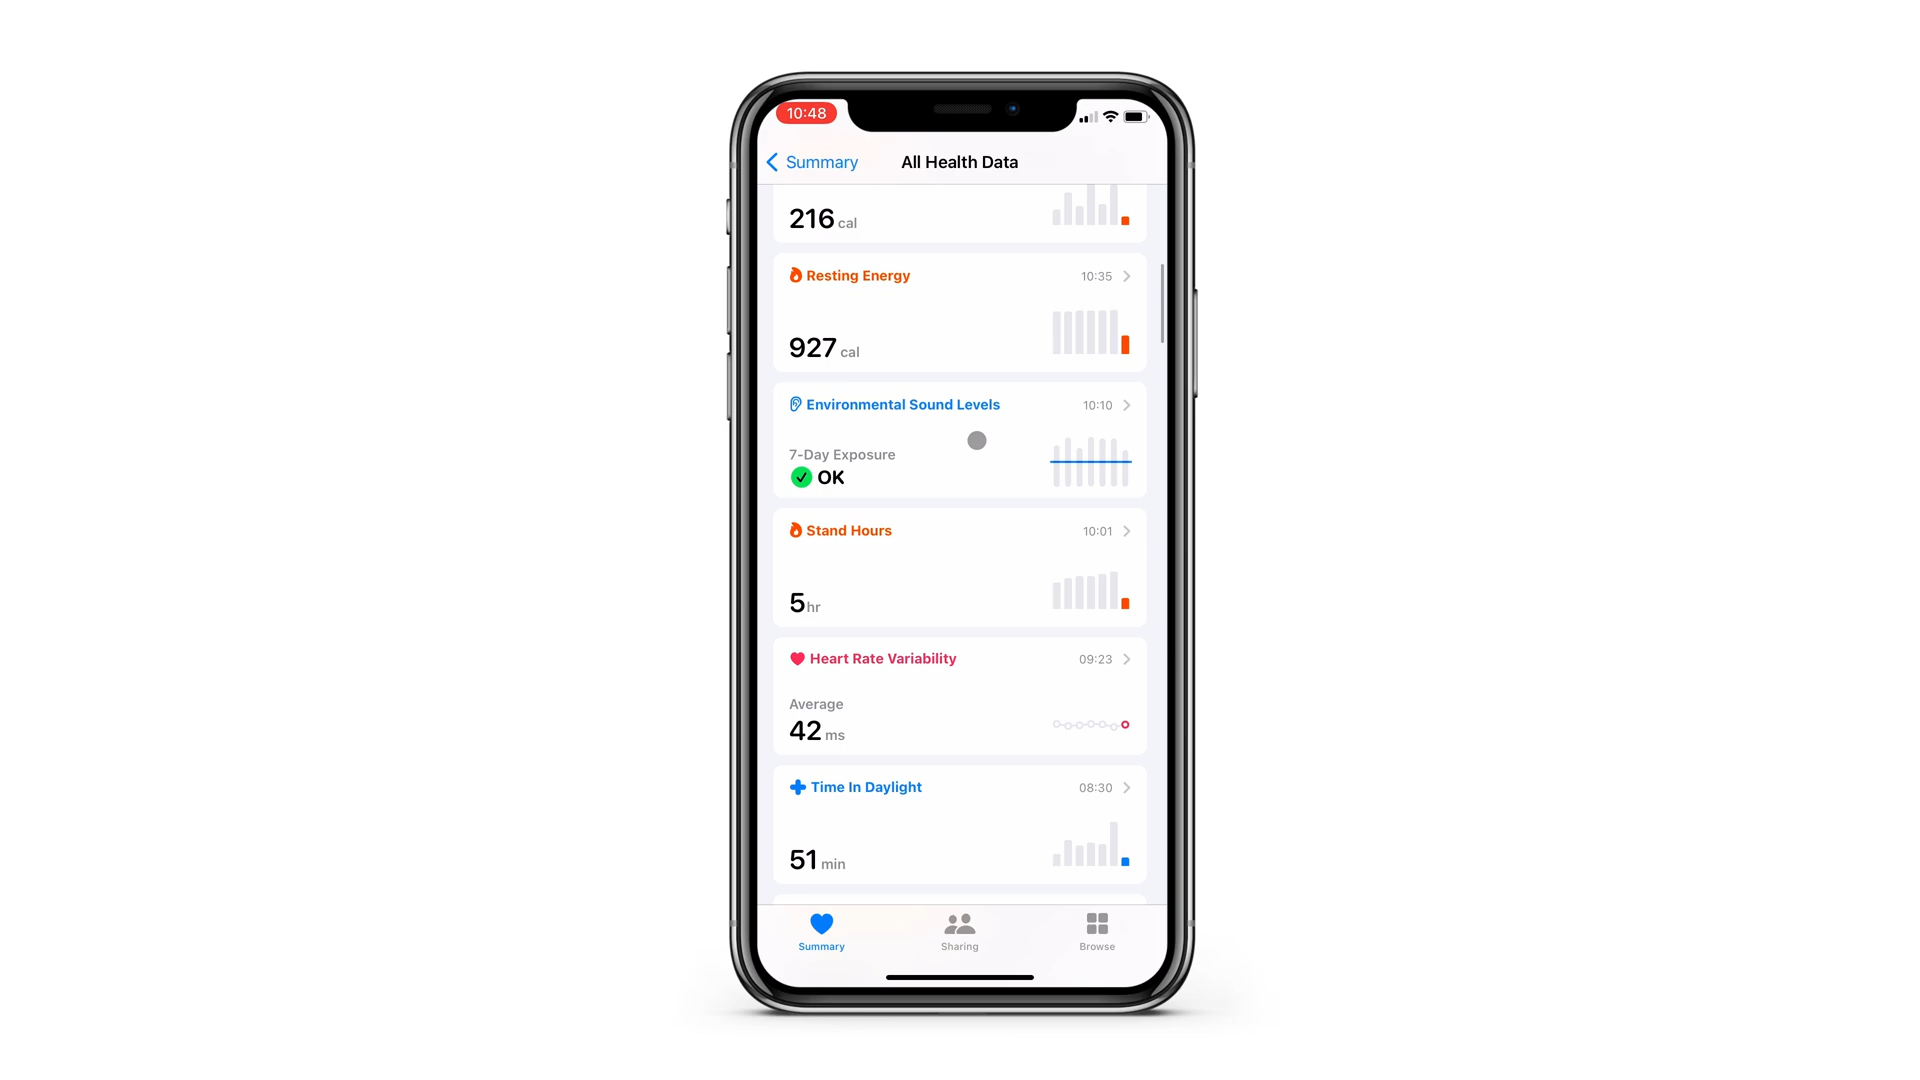 10:48
Summary
All Health Data
216 cal
Resting Energy 10:35
927 cal
Environmental Sound Levels 10:10
7-Day Exposure
OK
Stand Hours 10:01
5 hr
Heart Rate Variability 09:23
Average
42 ms
Time In Daylight 08:30
51 min
Summary
Sharing
Browse